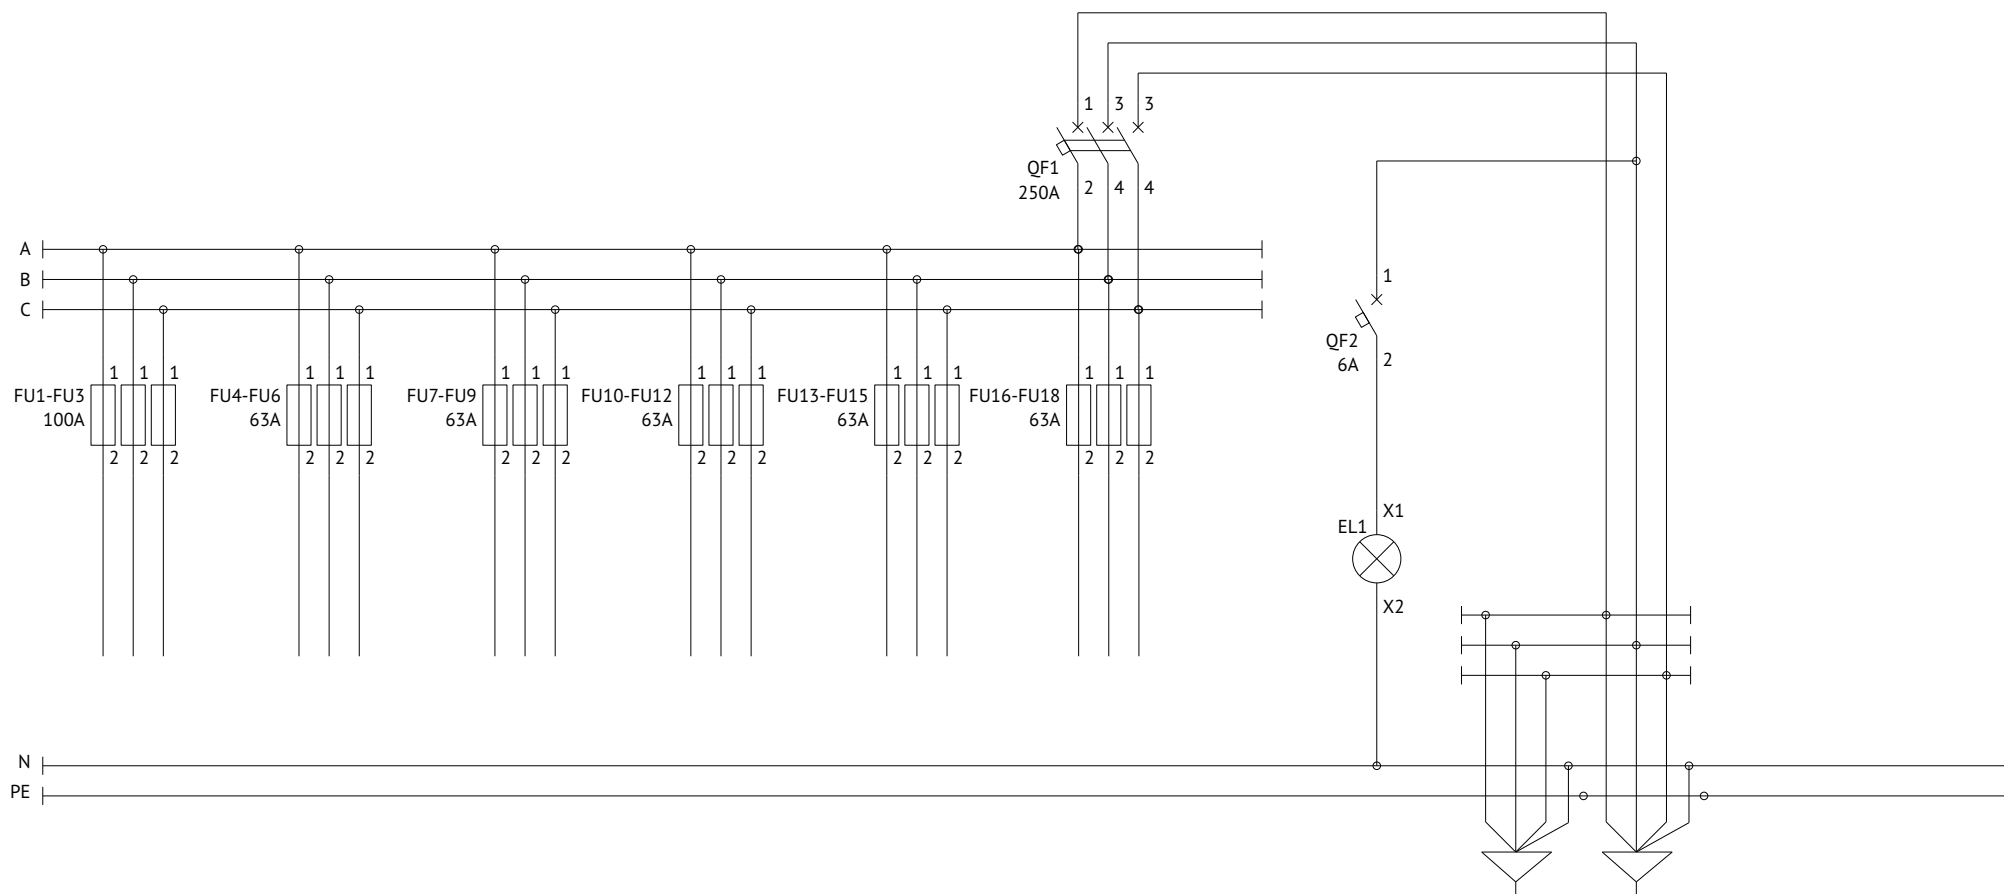 1 3 3
QF1
250A
2 4 4
A
B
C
1
QF2
6A
2
1 1 1 1 1 1 1 1 1 1 1 1 1 1 1 1 1 1
FU1-FU3 FU4-FU6 FU7-FU9 FU10-FU12 FU13-FU15 FU16-FU18
100A 63A 63A 63A 63A 63A
2 2 2 2 2 2 2 2 2 2 2 2 2 2 2 2 2 2
X1
EL1
X2
N
PE